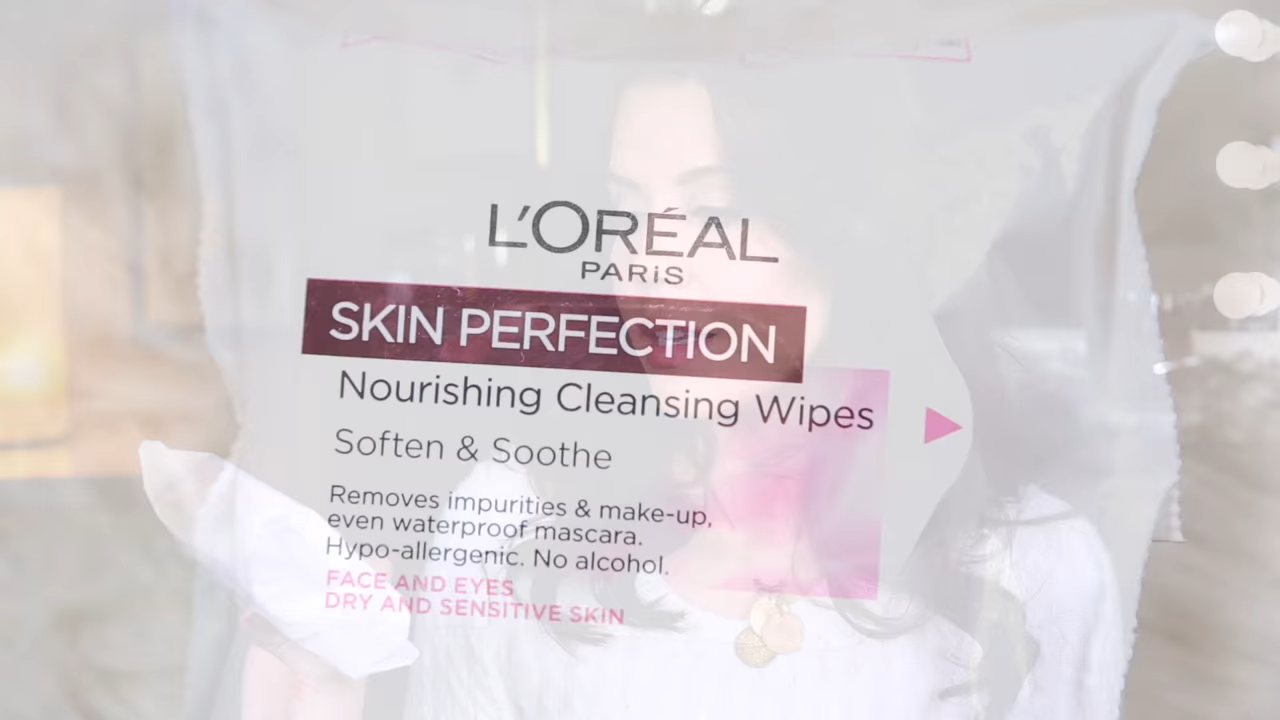 L'ORÉAL
PARiS
SKIN PERFECTION
Nourishing Cleansing Wipes
Soften & Soothe
Removes impurities & make-up,
even waterproof mascara.
Hypo-allergenic. No alcohol.
FACE AND EYES
DRY AND SENSITIVE SKIN